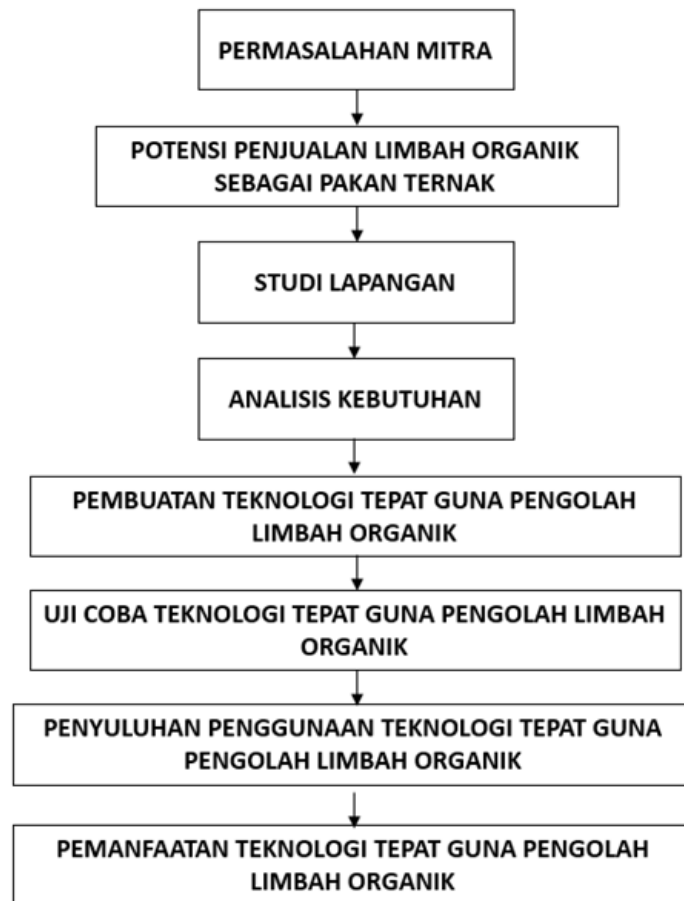 PERMASALAHAN MITRA
POTENSI PENJUALAN LIMBAH ORGANIK
SEBAGAI PAKAN TERNAK
STUDI LAPANGAN
ANALISIS KEBUTUHAN
PEMBUATAN TEKNOLOGI TEPAT GUNA PENGOLAH
LIMBAH ORGANIK
UJI COBA TEKNOLOGI TEPAT GUNA PENGOLAH LIMBAH
ORGANIK
PENYULUHAN PENGGUNAAN TEKNOLOGI TEPAT GUNA
PENGOLAH LIMBAH ORGANIK
PEMANFAATAN TEKNOLOGI TEPAT GUNA PENGOLAH
LIMBAH ORGANIK